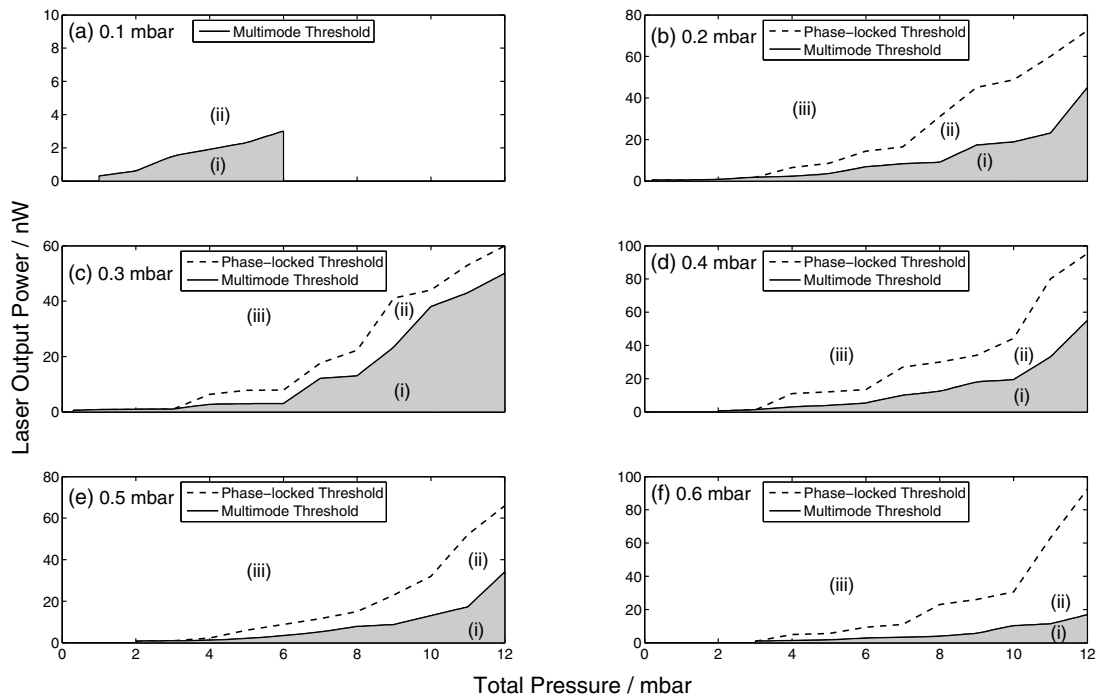 (a) 0.1 mbar
Multimode Threshold
10
8
6
4
2
0
(ii)
(i)
(b) 0.2 mbar
Phase-locked Threshold
Multimode Threshold
80
60
40
20
0
(iii)
(ii)
(i)
(c) 0.3 mbar
Phase-locked Threshold
Multimode Threshold
60
40
20
0
(iii)
(ii)
(i)
(d) 0.4 mbar
Phase-locked Threshold
Multimode Threshold
100
80
60
40
20
0
(iii)
(ii)
(i)
(e) 0.5 mbar
Phase-locked Threshold
Multimode Threshold
80
60
40
20
0
(iii)
(ii)
(i)
0 2 4 6 8 10 12
(f) 0.6 mbar
Phase-locked Threshold
Multimode Threshold
100
80
60
40
20
0
(iii)
(ii)
(i)
0 2 4 6 8 10 12
Laser Output Power / nW
Total Pressure / mbar